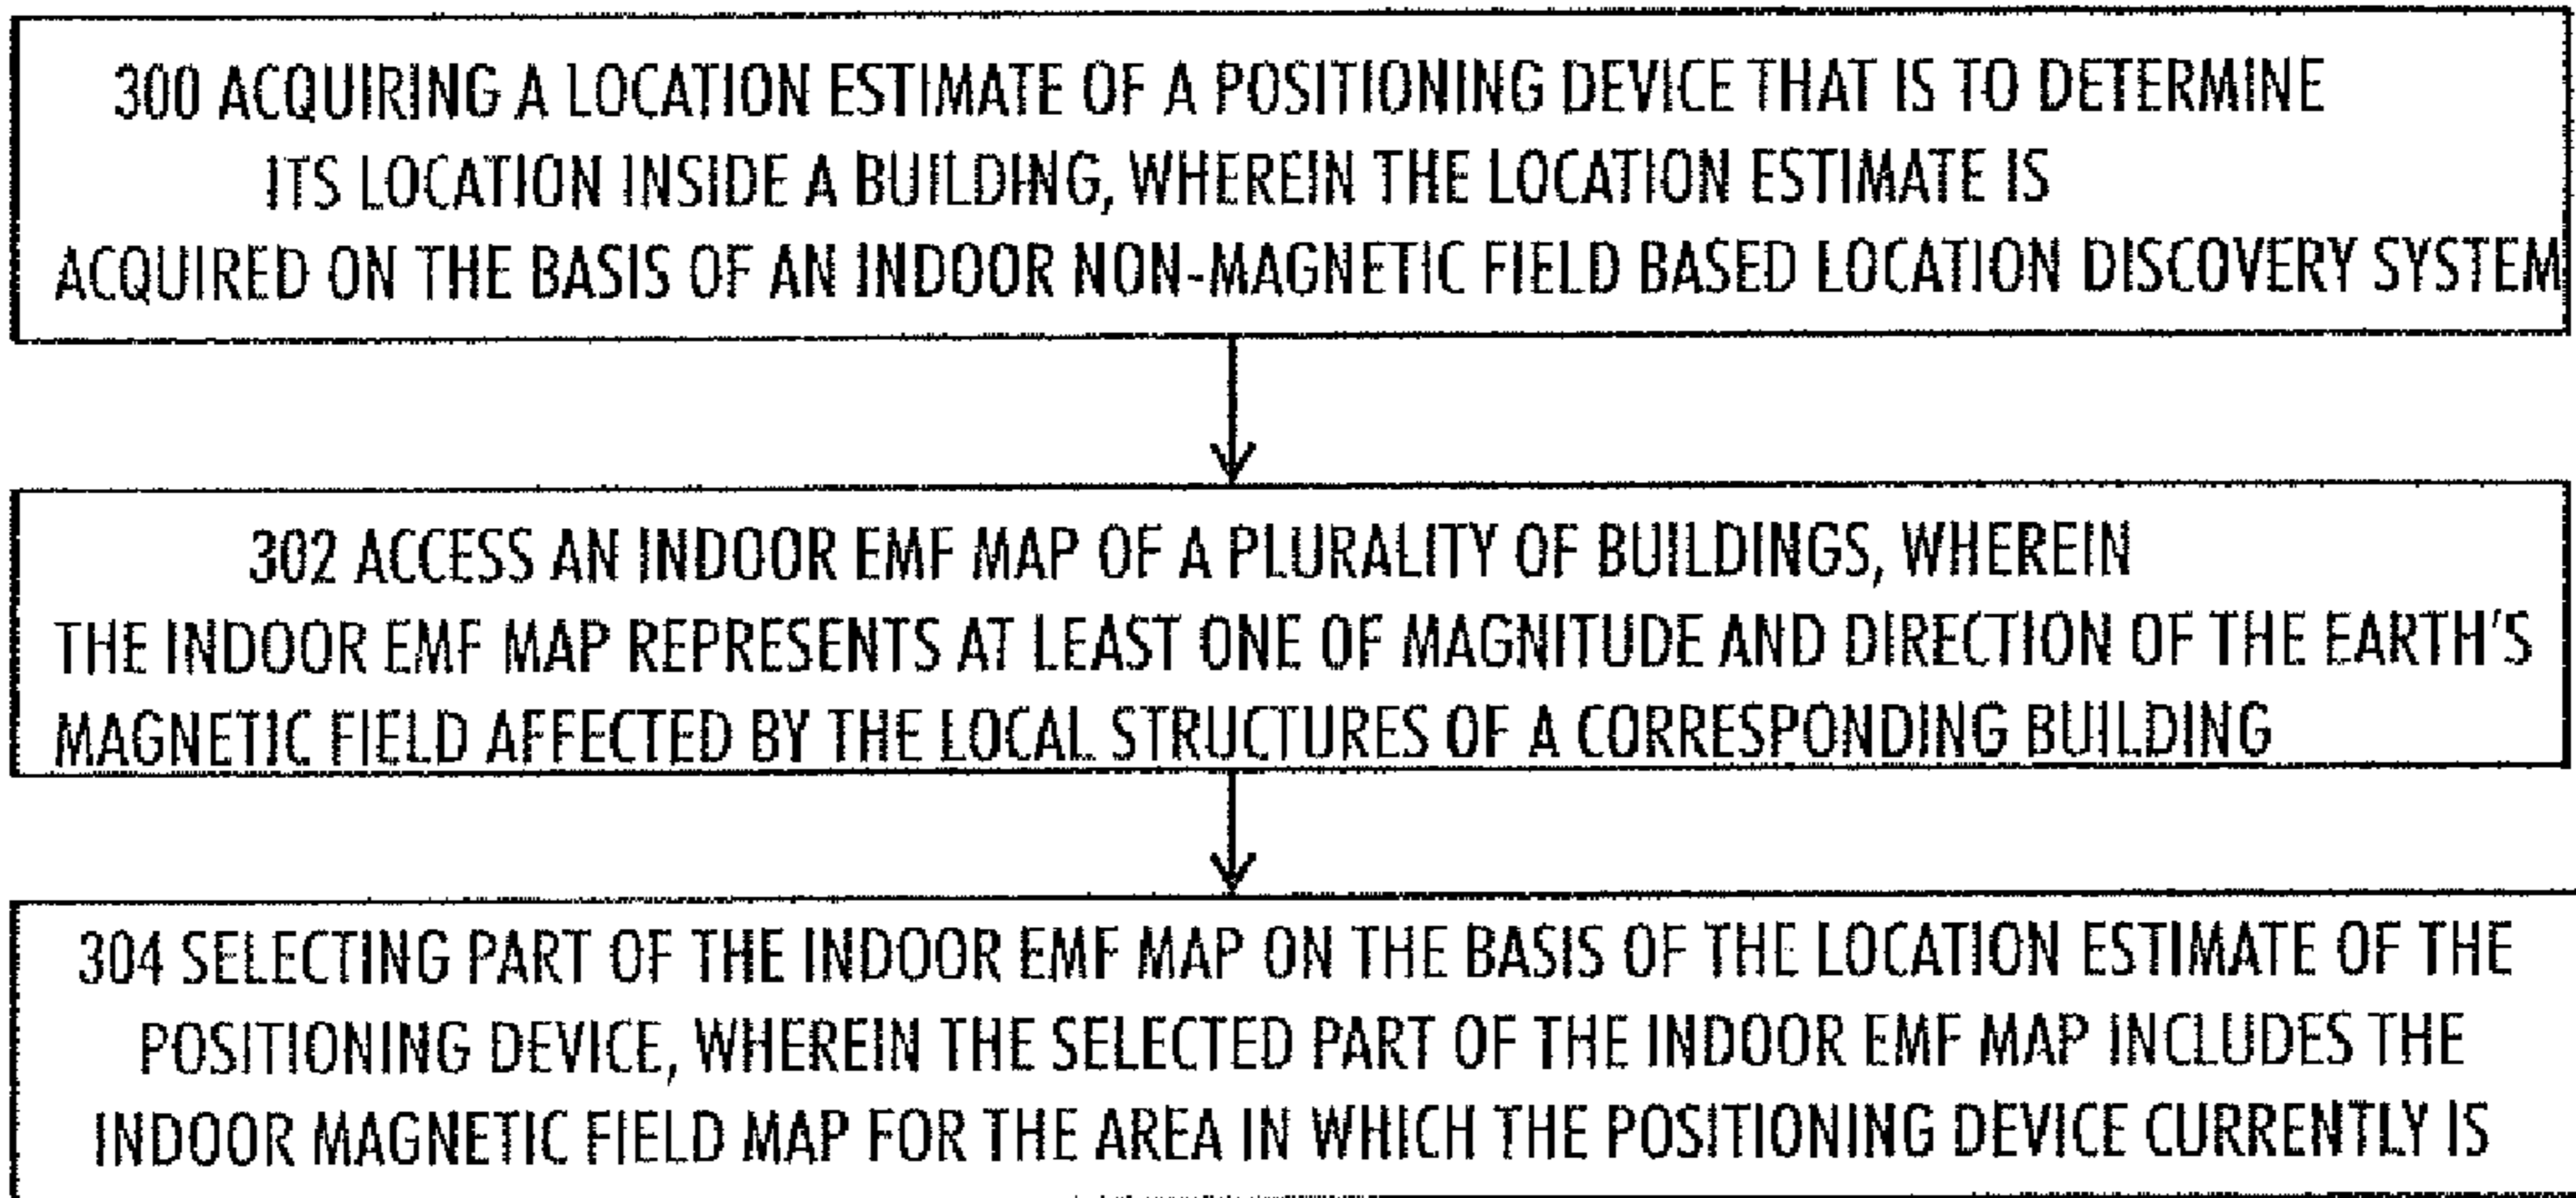 300 ACQUIRING A LOCATION ESTIMATE OF A POSITIONING DEVICE THAT IS TO DETERMINE
ITS LOCATION INSIDE A BUILDING, WHEREIN THE LOCATION ESTIMATE IS
ACQUIRED ON THE BASIS OF AN INDOOR NON-MAGNETIC FIELD BASED LOCATION DISCOVERY SYSTEM
302 ACCESS AN INDOOR EMF MAP OF A PLURALITY OF BUILDINGS, WHEREIN
THE INDOOR EMF MAP REPRESENTS AT LEAST ONE OF MAGNITUDE AND DIRECTION OF THE EARTH'S
MAGNETIC FIELD AFFECTED BY THE LOCAL STRUCTURES OF A CORRESPONDING BUILDING
304 SELECTING PART OF THE INDOOR EMF MAP ON THE BASIS OF THE LOCATION ESTIMATE OF THE
POSITIONING DEVICE, WHEREIN THE SELECTED PART OF THE INDOOR EMF MAP INCLUDES THE
INDOOR MAGNETIC FIELD MAP FOR THE AREA IN WHICH THE POSITIONING DEVICE CURRENTLY IS